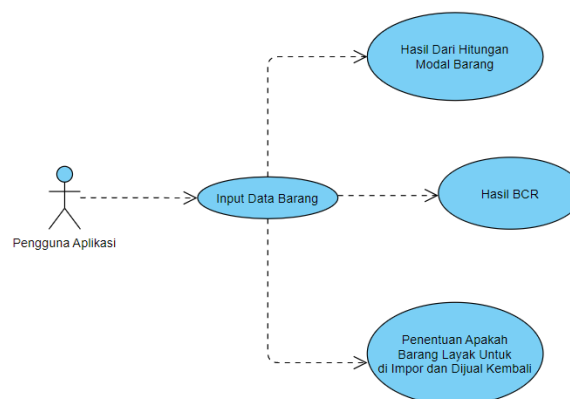 Hasil Dari Hitungan
Modal Barang
Input Data Barang
Hasil BCR
Pengguna Aplikasi
Penentuan Apakah
Barang Layak Untuk
di Impor dan Dijual Kembali